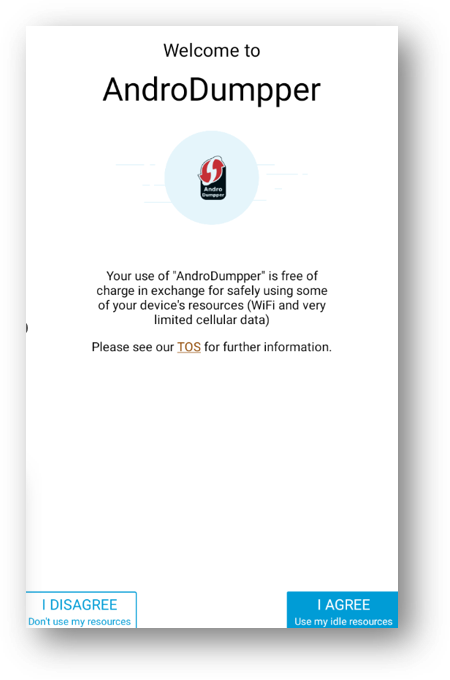 Welcome to
AndroDumpper
Andro
Dumpper
Your use of "AndroDumpper" is free of
charge in exchange for safely using some
of your device's resources (WiFi and very
limited cellular data)
Please see our TOS for further information.
)
I DISAGREE
Don't use my resources
I AGREE
Use my idle resources